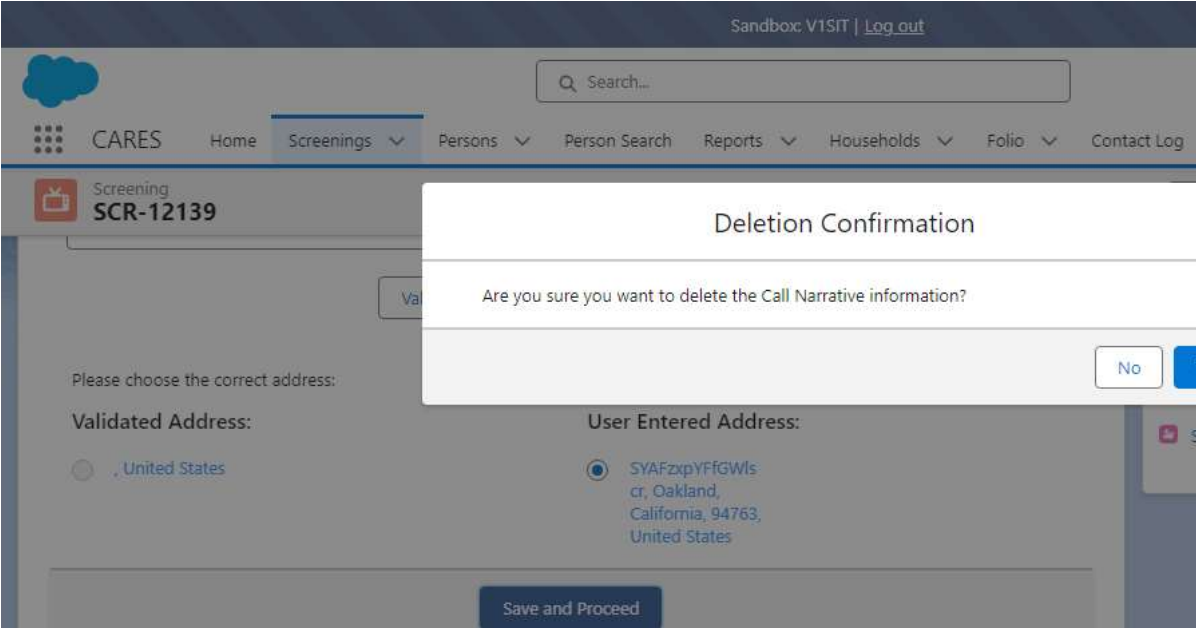 Sandbox: V1SIT | Log out
Search...
CARES Home Screenings Persons Person Search Reports Households Folio Contact Log
Screening
SCR-12139
Deletion Confirmation
Are you sure you want to delete the Call Narrative information?
No
Please choose the correct address:
Validated Address:
, United States
User Entered Address:
SYAFzxpYFfGWls
cr, Oakland,
California, 94763,
United States
Save and Proceed